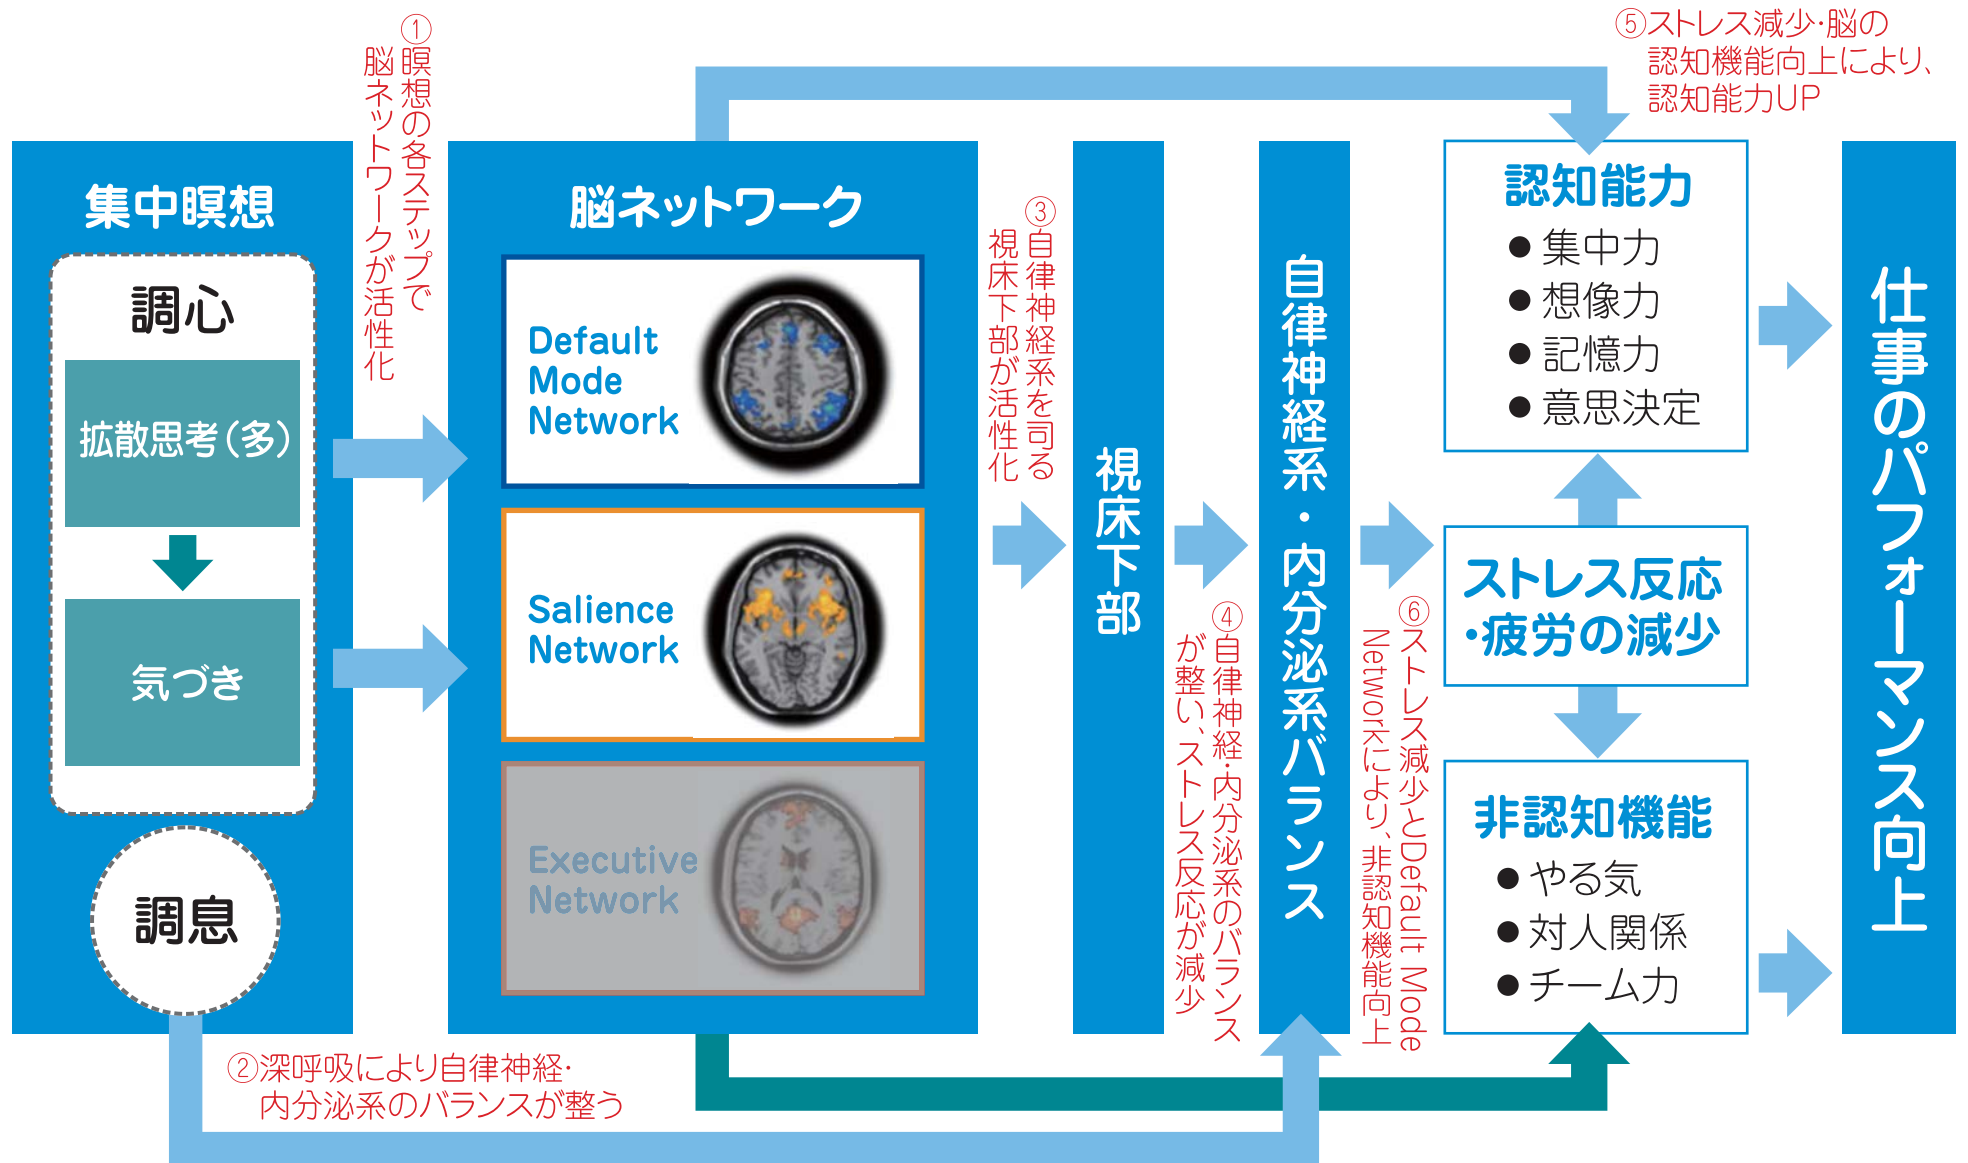 ①瞑想の各ステップで
脳ネットワークが活性化
⑤ストレス減少・脳の
認知機能向上により、
認知能力UP
集中瞑想
調心
拡散思考(多)
気づき
調息
②深呼吸により自律神経・
内分泌系のバランスが整う
脳ネットワーク
Default
Mode
Network
Salience
Network
Executive
Network
③自律神経系を司る
視床下部が活性化
視床下部
④自律神経・内分泌系のバランス
が整い、ストレス反応が減少
自律神経系・内分泌系バランス
⑥ストレス減少とDefault Mode
Networkにより、非認知機能向上
認知能力
● 集中力
● 想像力
● 記憶力
● 意思決定
ストレス反応
・疲労の減少
非認知機能
● やる気
● 対人関係
● チーム力
仕事のパフォーマンス向上